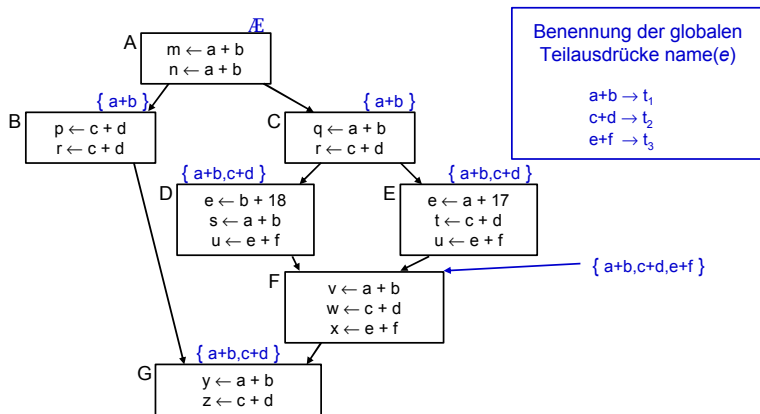 Æ
A
m ← a + b
n ← a + b
Benennung der globalen
Teilausdrücke name(e)
a+b → t1
c+d → t2
e+f → t3
{ a+b }
{ a+b }
B
p ← c + d
r ← c + d
C
q ← a + b
r ← c + d
{ a+b,c+d }
{ a+b,c+d }
D
e ← b + 18
s ← a + b
u ← e + f
E
e ← a + 17
t ← c + d
u ← e + f
{ a+b,c+d,e+f }
F
v ← a + b
w ← c + d
x ← e + f
{ a+b,c+d }
G
y ← a + b
z ← c + d